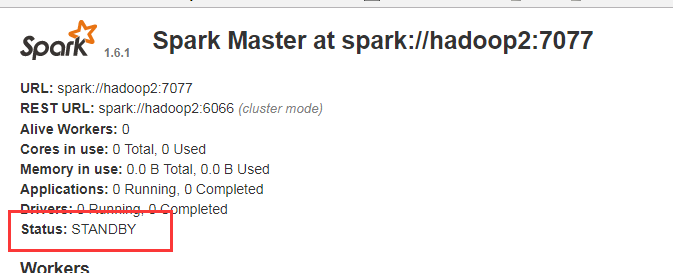 Spark 1.6.1 Spark Master at spark://hadoop2:7077
URL: spark://hadoop2:7077
REST URL: spark://hadoop2:6066 (cluster mode)
Alive Workers: 0
Cores in use: 0 Total, 0 Used
Memory in use: 0.0 B Total, 0.0 B Used
Applications: 0 Running, 0 Completed
Drivers: 0 Running, 0 Completed
Status: STANDBY
Workers